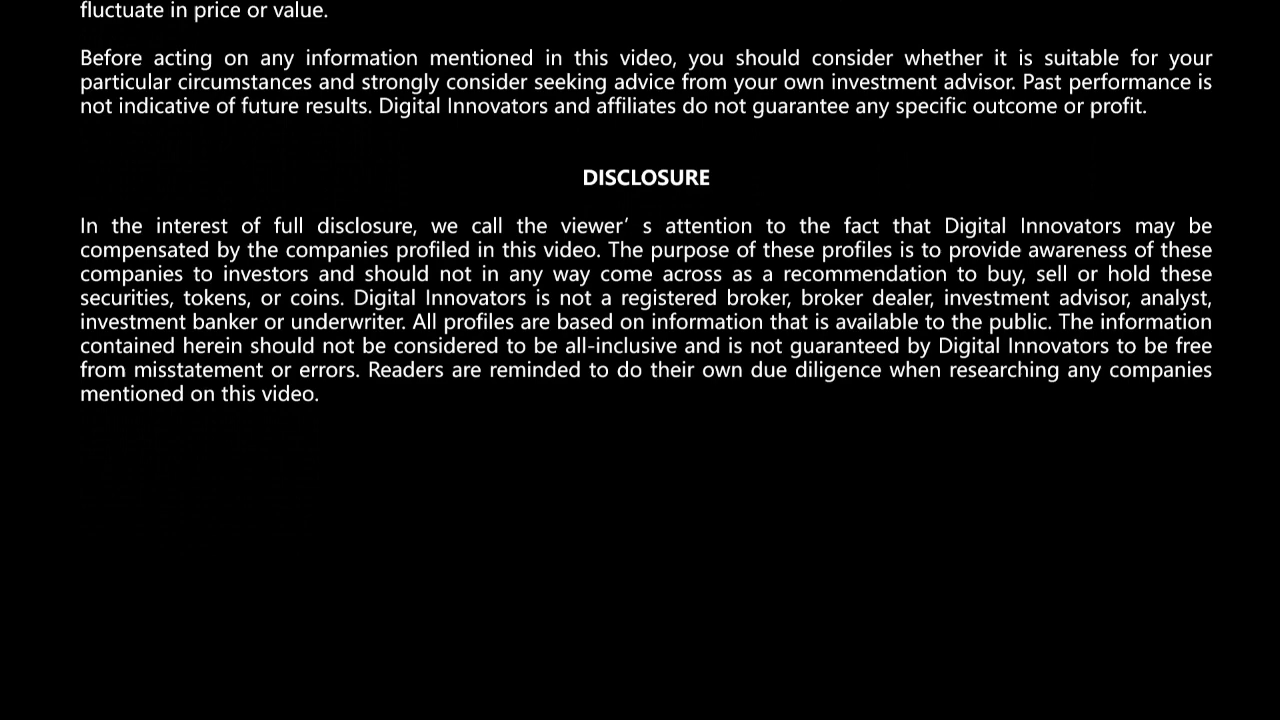 fluctuate in price or value.
Before acting on any information mentioned in this video, you should consider whether it is suitable for your
particular circumstances and strongly consider seeking advice from your own investment advisor. Past performance is
not indicative of future results. Digital Innovators and affiliates do not guarantee any specific outcome or profit.
DISCLOSURE
In the interest of full disclosure, we call the viewer’ s attention to the fact that Digital Innovators may be
compensated by the companies profiled in this video. The purpose of these profiles is to provide awareness of these
companies to investors and should not in any way come across as a recommendation to buy, sell or hold these
securities, tokens, or coins. Digital Innovators is not a registered broker, broker dealer, investment advisor, analyst,
investment banker or underwriter. All profiles are based on information that is available to the public. The information
contained herein should not be considered to be all-inclusive and is not guaranteed by Digital Innovators to be free
from misstatement or errors. Readers are reminded to do their own due diligence when researching any companies
mentioned on this video.